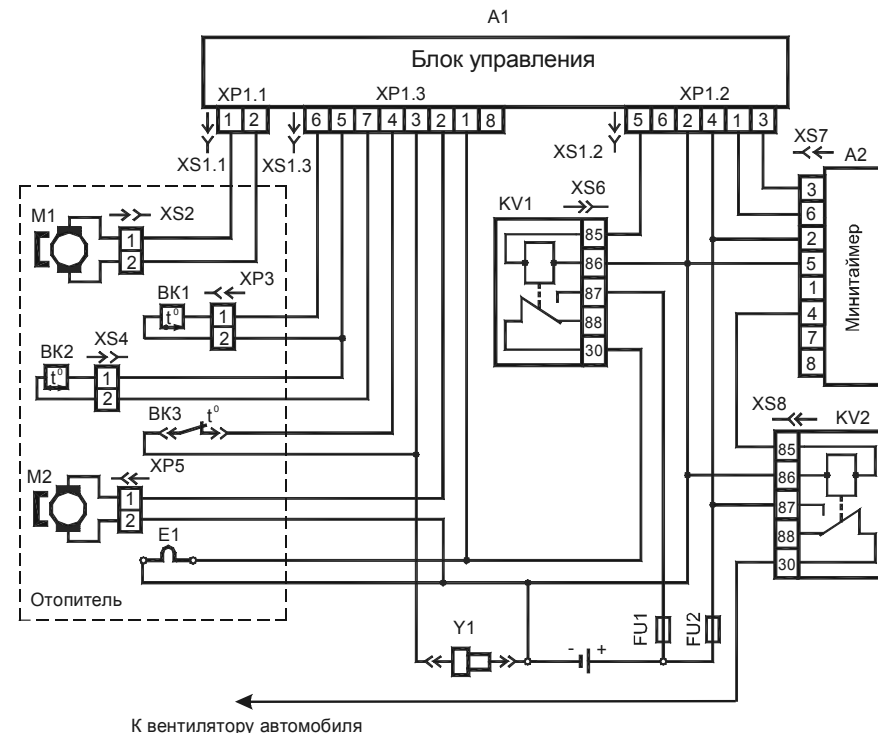 A1
Блок управления
XP1.1
XP1.3
XP1.2
1 2
6 5 7 4 3 2 1 8
5 6 2 4 1 3
XS1.1
XS1.3
XS1.2
XS7
A2
3
6
2
5
1
4
7
8
Минитаймер
M1
XS2
1
2
KV1
XS6
85
86
87
88
30
BK1
t°
XP3
1
2
BK2
t°
XS4
1
2
BK3
t°
M2
XP5
1
2
E1
Отопитель
XS8
KV2
85
86
87
88
30
Y1
- +
FU1
FU2
К вентилятору автомобиля